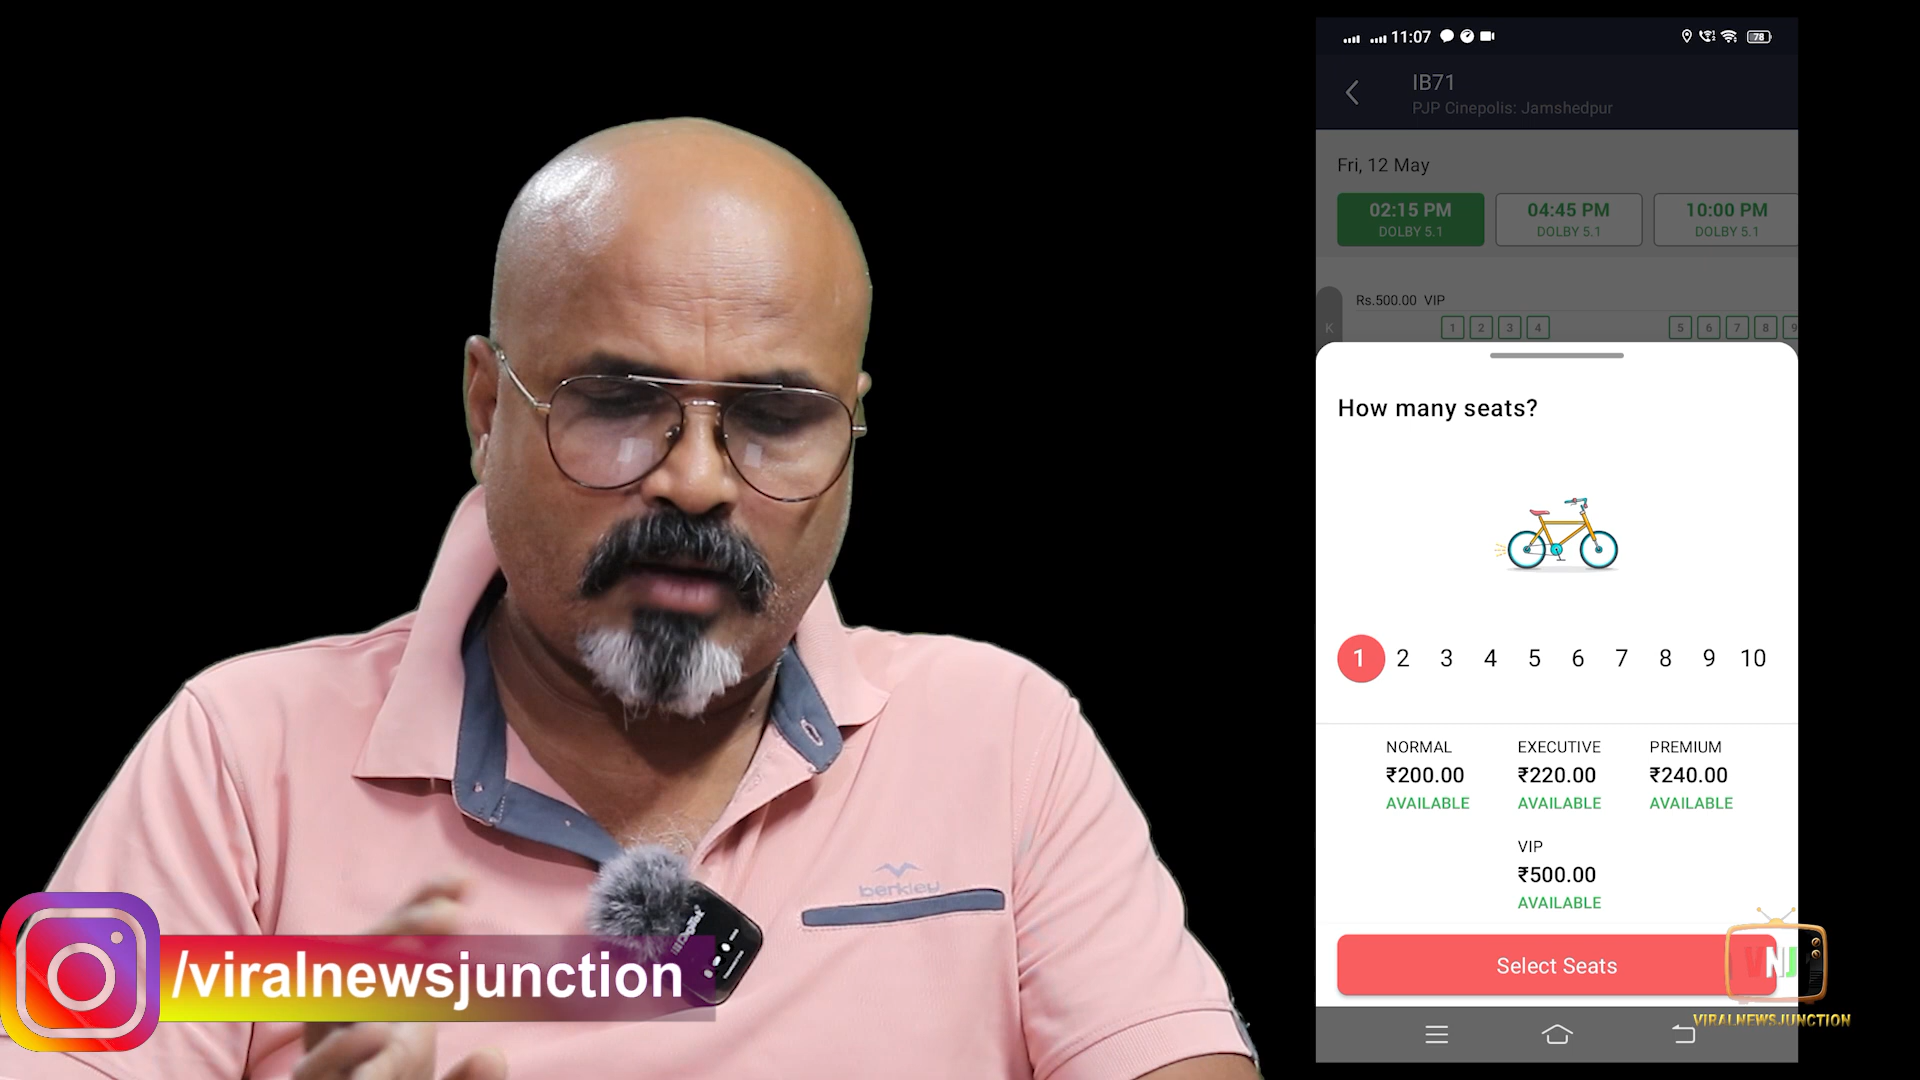 11:07
78
IB71
PJP Cinepolis: Jamshedpur
Fri, 12 May
02:15 PM 04:45 PM 10:00 PM
DOLBY 5.1 DOLBY 5.1 DOLBY 5.1
Rs.500.00 VIP
K 1 2 3 4 5 6 7 8 9
How many seats?
1 2 3 4 5 6 7 8 9 10
NORMAL EXECUTIVE PREMIUM
₹200.00 ₹220.00 ₹240.00
AVAILABLE AVAILABLE AVAILABLE
VIP
₹500.00
AVAILABLE
Select Seats
VNJ
VIRALNEWSJUNCTION
berkley
/viralnewsjunction